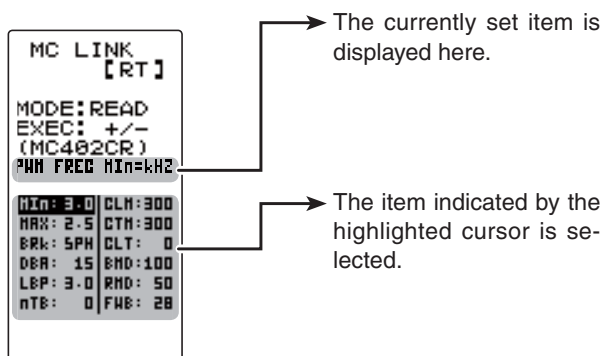 MC LINK
【RT】
MODE:READ
EXEC: +/-
(MC402CR)
PWM FREQ MIn=kHZ
MIn: 3.0 CLM:300
MAX: 2.5 CTM:300
BRk: SPH CLT: 0
DBA: 15 BMD:100
LBP: 3.0 RMD: 50
nTB: 0 FWB: 28
The currently set item is
displayed here.
The item indicated by the
highlighted cursor is se-
lected.